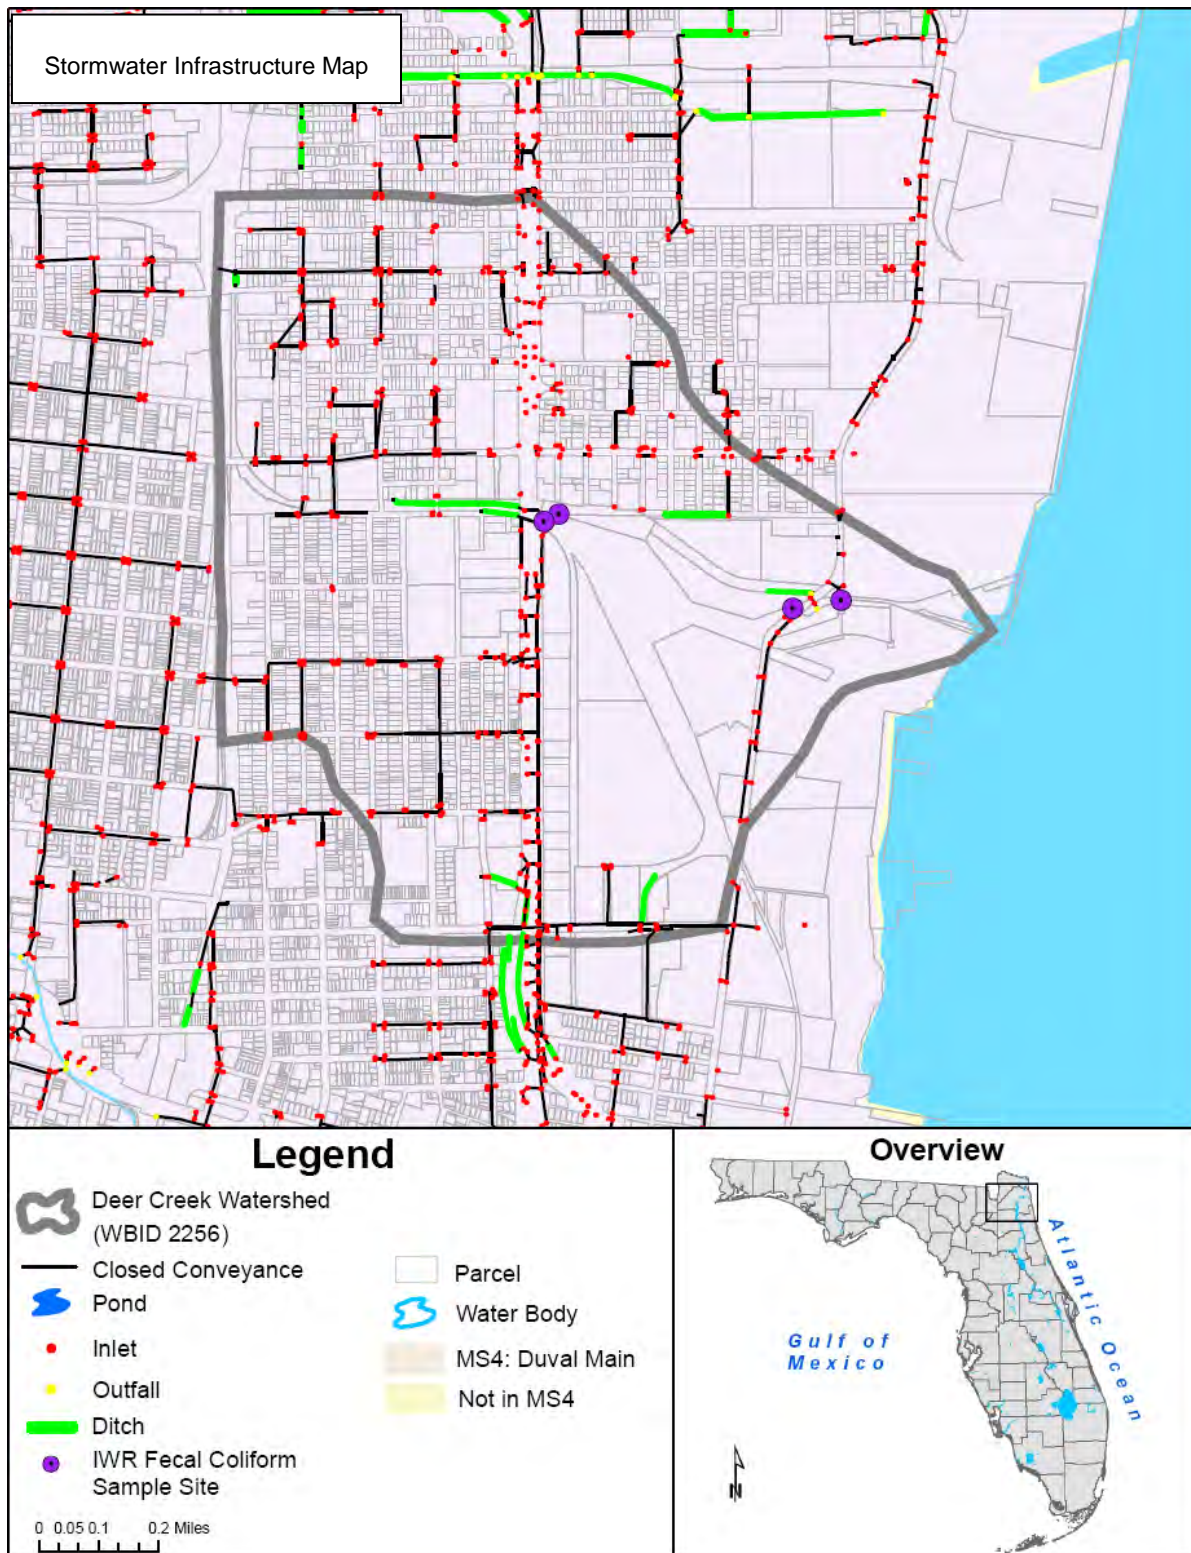 Stormwater Infrastructure Map
Legend
Deer Creek Watershed
(WBID 2256)
Closed Conveyance
Pond
Inlet
Outfall
Ditch
IWR Fecal Coliform
Sample Site
0 0.05 0.1 0.2 Miles
Parcel
Water Body
MS4: Duval Main
Not in MS4
Overview
Atlantic Ocean
Gulf of
Mexico
N